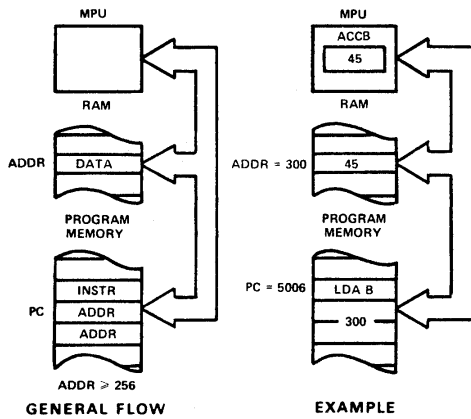 MPU
RAM
ADDR
DATA
PROGRAM
MEMORY
INSTR
PC
ADDR
ADDR
ADDR ⩾ 256
GENERAL FLOW
MPU
ACCB
45
RAM
ADDR = 300
45
PROGRAM
MEMORY
PC = 5006
LDA B
300
EXAMPLE